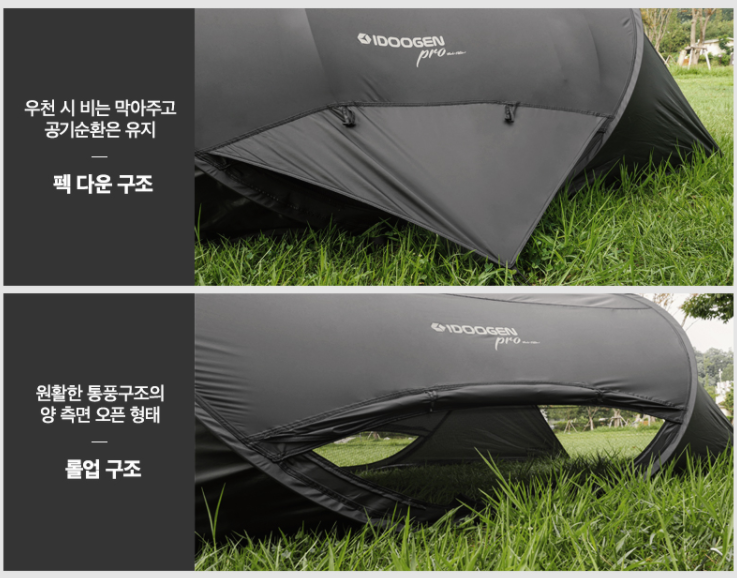 우천 시 비는 막아주고
공기순환은 유지
펙 다운 구조
IDOOGEN
pro
원활한 통풍구조의
양 측면 오픈 형태
롤업 구조
IDOOGEN
pro